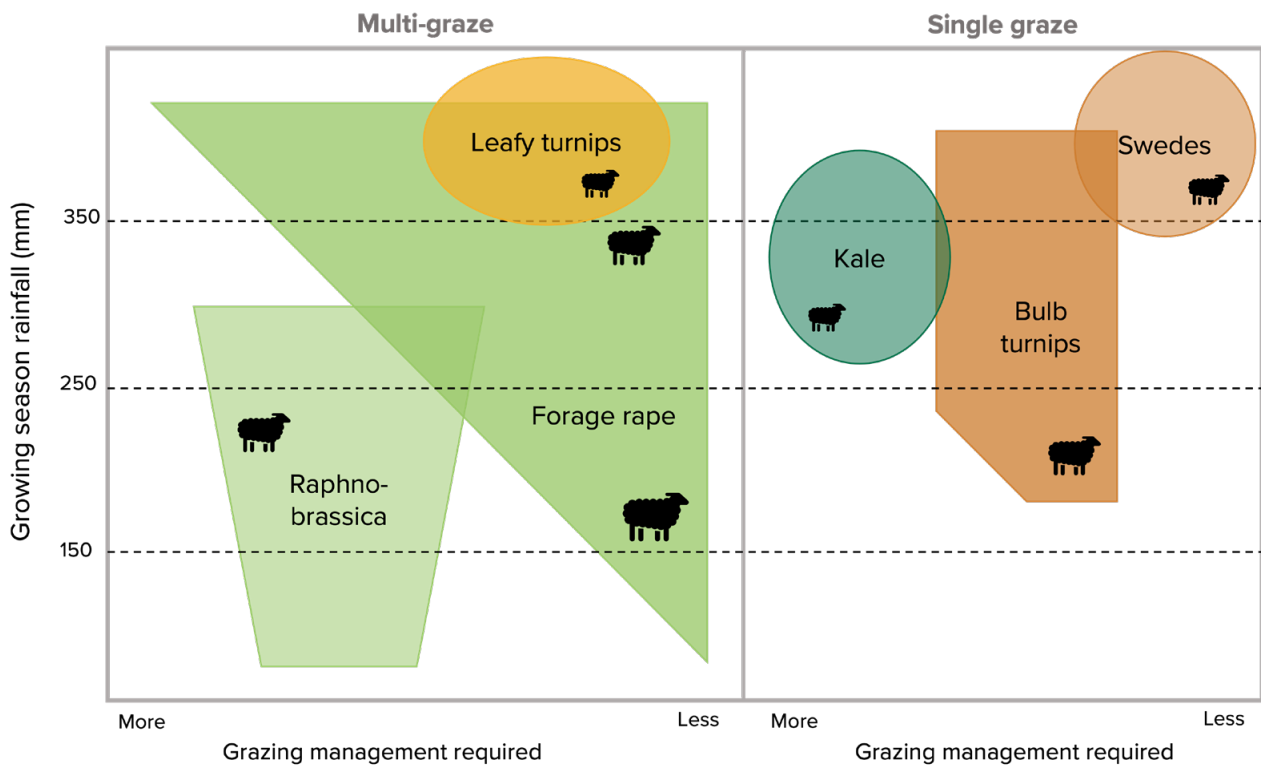 Multi-graze
Single graze
Growing season rainfall (mm)
350
250
150
Leafy turnips
Forage rape
Raphno-
brassica
Swedes
Kale
Bulb
turnips
More
Less
Grazing management required
More
Less
Grazing management required